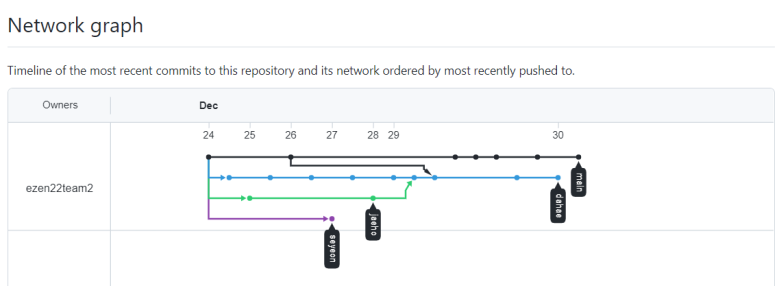 Network graph
Timeline of the most recent commits to this repository and its network ordered by most recently pushed to.
Owners Dec
24 25 26 27 28 29 30
ezen22team2
main
dahae
jaeho
seyeon